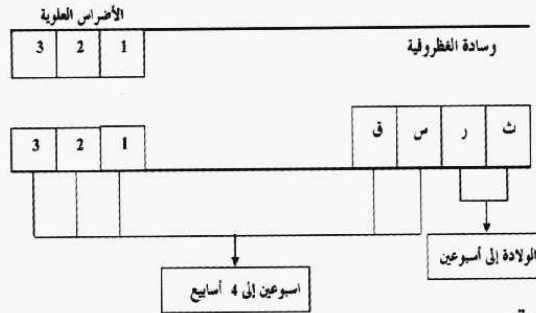 الأضراس العلوية
وسادة الغظروفية
1 2 3
ث ر س ق
1 2 3
الولادة إلى أسبوعين
اسبوعين إلى 4 أسابيع